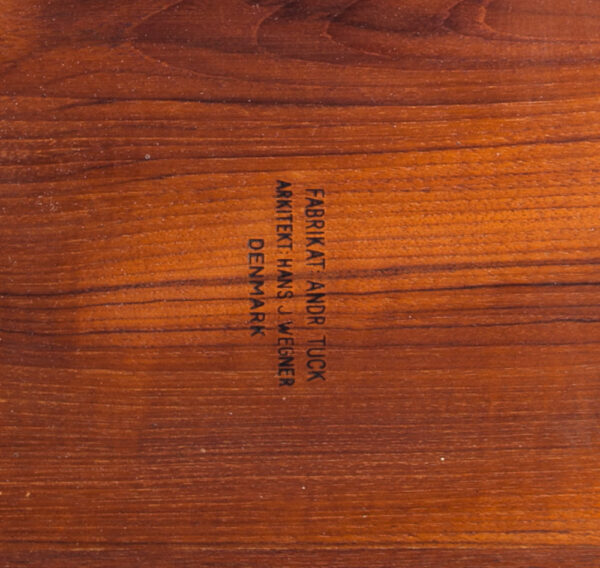 FABRIKAT: ANDR. TUCK
ARKITEKT: HANS J. WEGNER
DENMARK